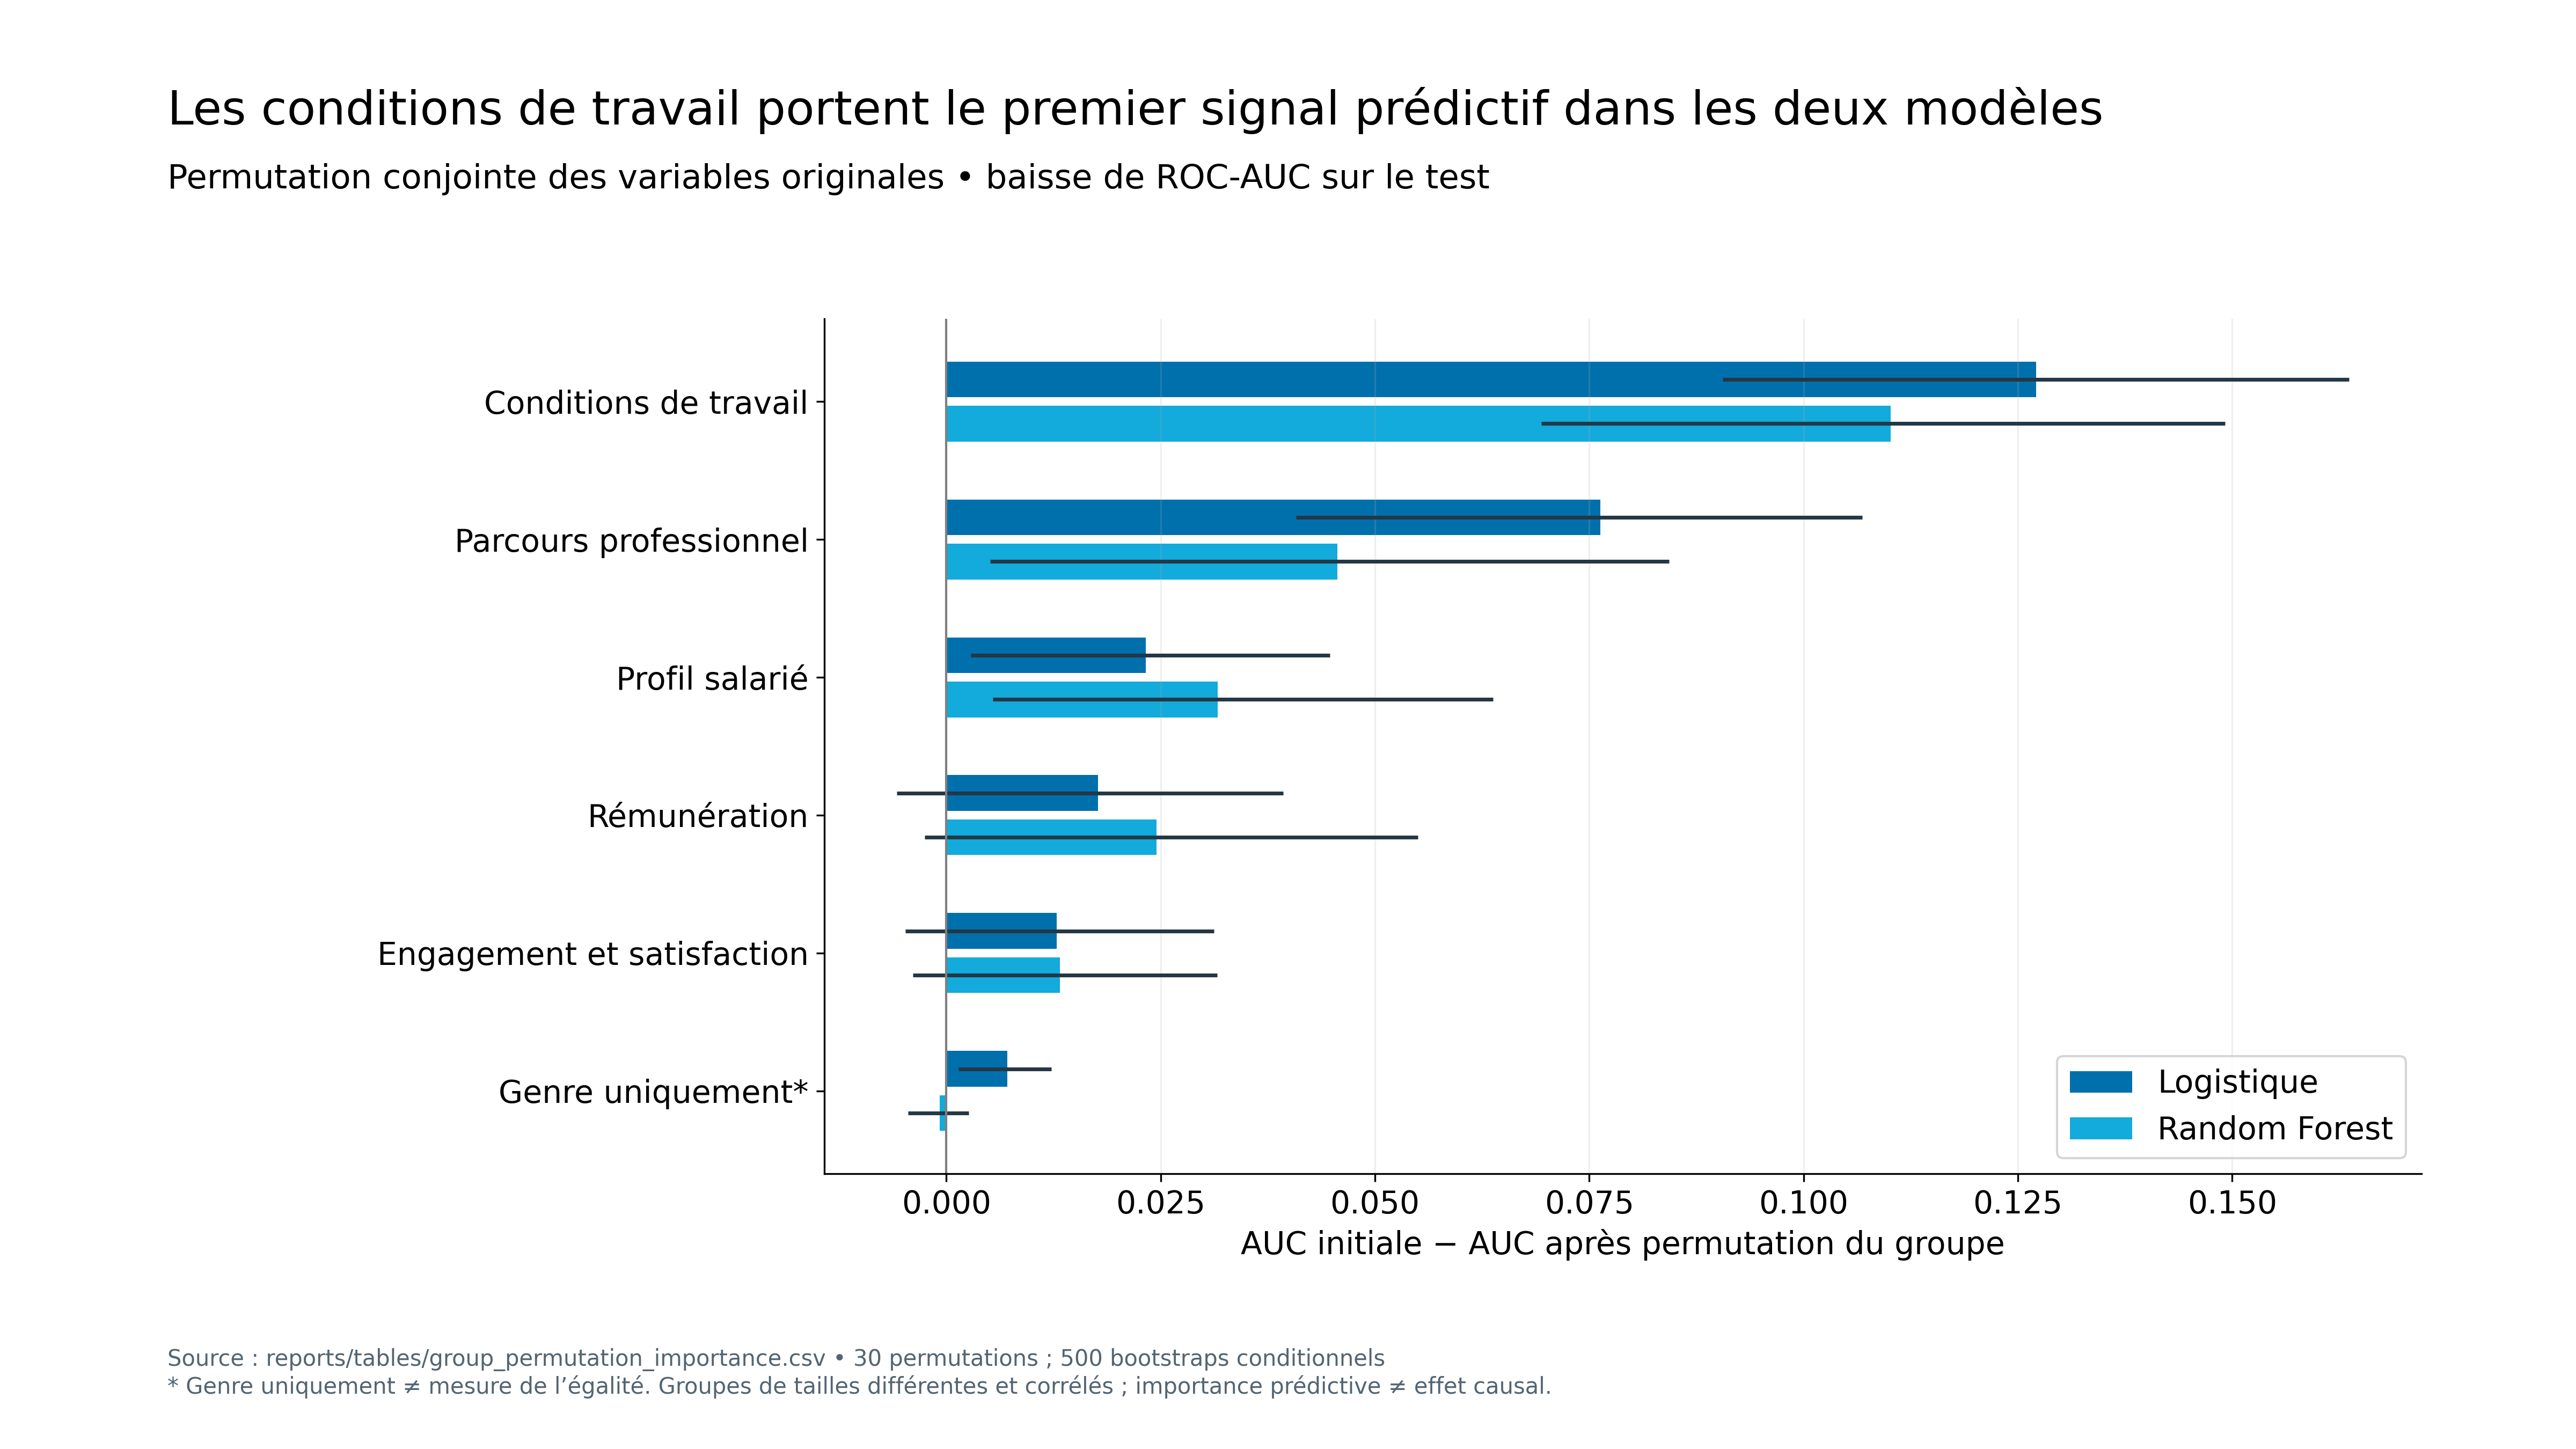 Les conditions de travail portent le premier signal prédictif dans les deux modèles
Permutation conjointe des variables originales • baisse de ROC-AUC sur le test
Conditions de travail
Parcours professionnel
Profil salarié
Rémunération
Engagement et satisfaction
Genre uniquement*
Logistique
Random Forest
0.000 0.025 0.050 0.075 0.100 0.125 0.150
AUC initiale − AUC après permutation du groupe
Source : reports/tables/group_permutation_importance.csv • 30 permutations ; 500 bootstraps conditionnels
* Genre uniquement ≠ mesure de l’égalité. Groupes de tailles différentes et corrélés ; importance prédictive ≠ effet causal.